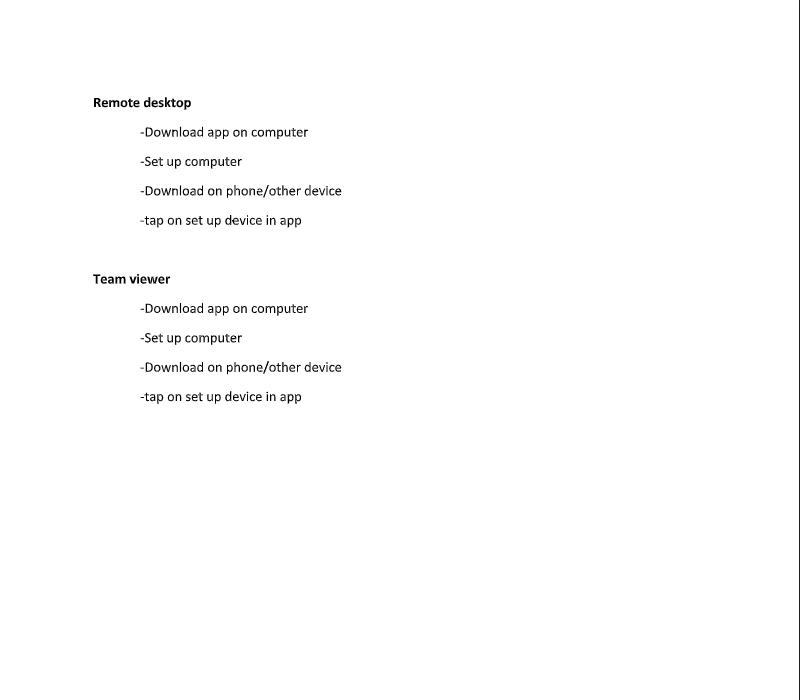 Remote desktop
-Download app on computer
-Set up computer
-Download on phone/other device
-tap on set up device in app
Team viewer
-Download app on computer
-Set up computer
-Download on phone/other device
-tap on set up device in app